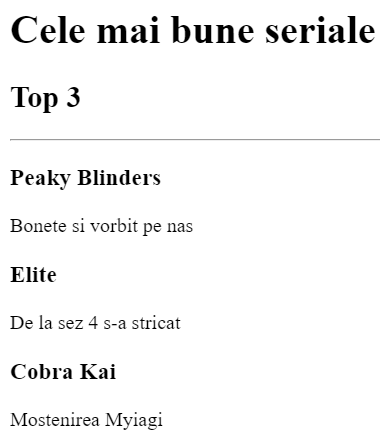 Cele mai bune seriale
Top 3
Peaky Blinders
Bonete si vorbit pe nas
Elite
De la sez 4 s-a stricat
Cobra Kai
Mostenirea Myiagi